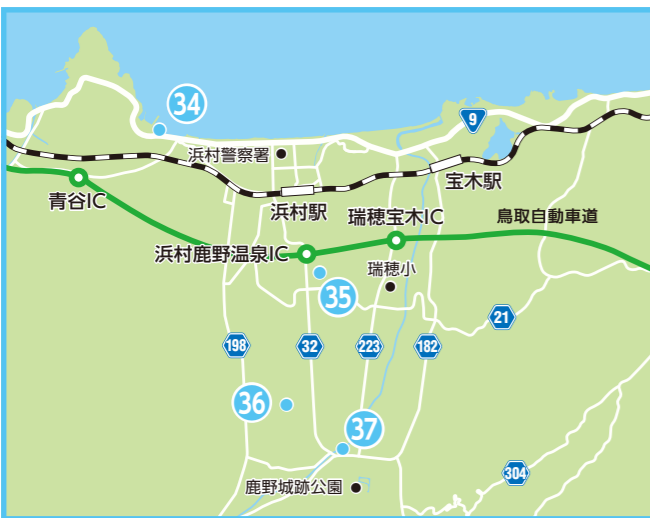 34
9
浜村警察署
宝木駅
青谷IC
浜村駅
瑞穂宝木IC
鳥取自動車道
浜村鹿野温泉IC
瑞穂小
35
21
198
32
223
182
36
37
304
鹿野城跡公園